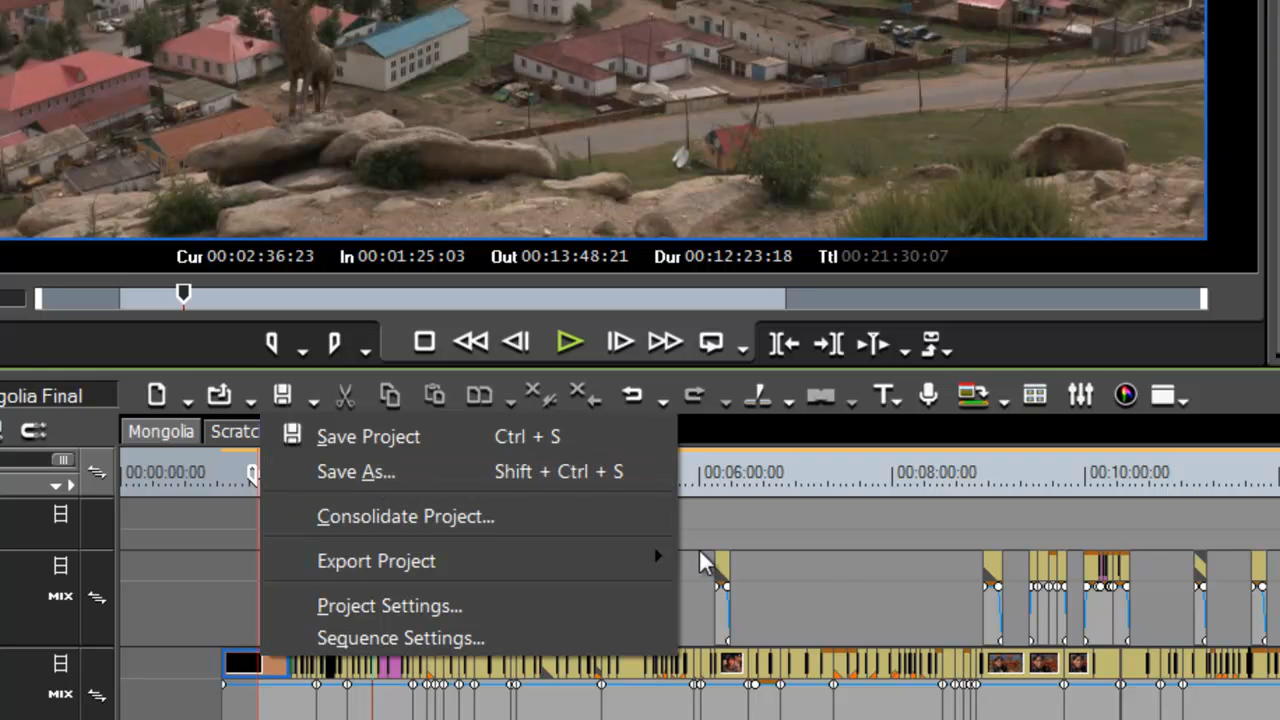 Cur 00:02:36:23 In 00:01:25:03 Out 00:13:48:21 Dur 00:12:23:18 Ttl 00:21:30:07
golia Final
Mongolia Scratc
Save Project Ctrl + S
Save As... Shift + Ctrl + S
Consolidate Project...
Export Project
Project Settings...
Sequence Settings...
00:00:00:00 00:06:00:00 00:08:00:00 00:10:00:00
MIX
MIX